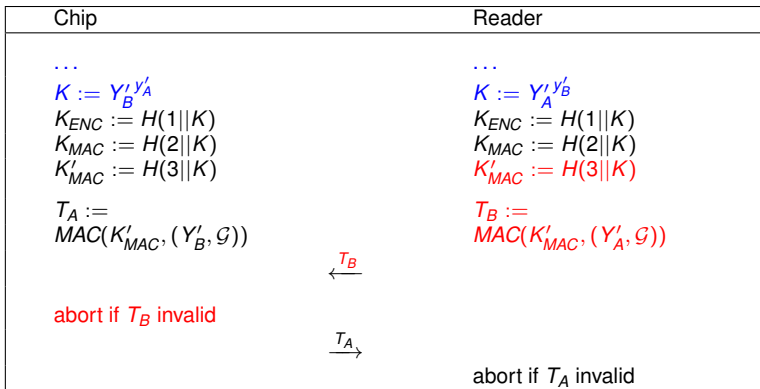 Chip Reader
... ...
K := Y′_B^{y′_A} K := Y′_A^{y′_B}
K_ENC := H(1||K) K_ENC := H(1||K)
K_MAC := H(2||K) K_MAC := H(2||K)
K′_MAC := H(3||K) K′_MAC := H(3||K)
T_A := T_B :=
MAC(K′_MAC, (Y′_B, 𝒢)) MAC(K′_MAC, (Y′_A, 𝒢))
T_B
←
abort if T_B invalid
T_A
→
abort if T_A invalid